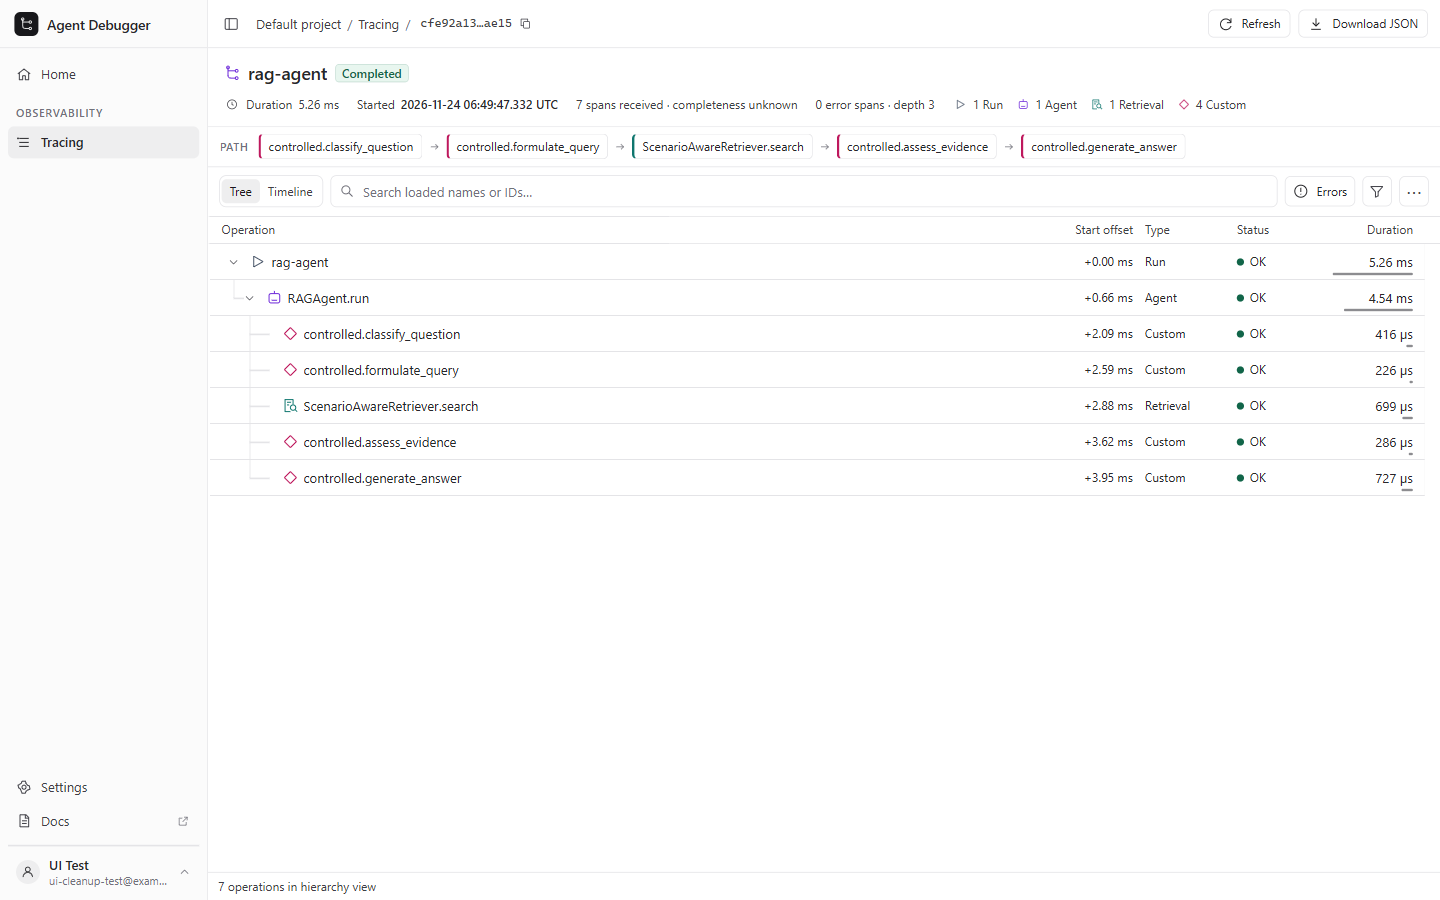 Agent Debugger
Default project / Tracing / cfe92a13…ae15
Refresh
Download JSON
Home
OBSERVABILITY
Tracing
rag-agent Completed
Duration 5.26 ms Started 2026-11-24 06:49:47.332 UTC 7 spans received · completeness unknown 0 error spans · depth 3 1 Run 1 Agent 1 Retrieval 4 Custom
PATH controlled.classify_question → controlled.formulate_query → ScenarioAwareRetriever.search → controlled.assess_evidence → controlled.generate_answer
Tree Timeline Search loaded names or IDs... Errors ...
Operation Start offset Type Status Duration
rag-agent +0.00 ms Run OK 5.26 ms
RAGAgent.run +0.66 ms Agent OK 4.54 ms
controlled.classify_question +2.09 ms Custom OK 416 µs
controlled.formulate_query +2.59 ms Custom OK 226 µs
ScenarioAwareRetriever.search +2.88 ms Retrieval OK 699 µs
controlled.assess_evidence +3.62 ms Custom OK 286 µs
controlled.generate_answer +3.95 ms Custom OK 727 µs
Settings
Docs
UI Test
ui-cleanup-test@exam...
7 operations in hierarchy view